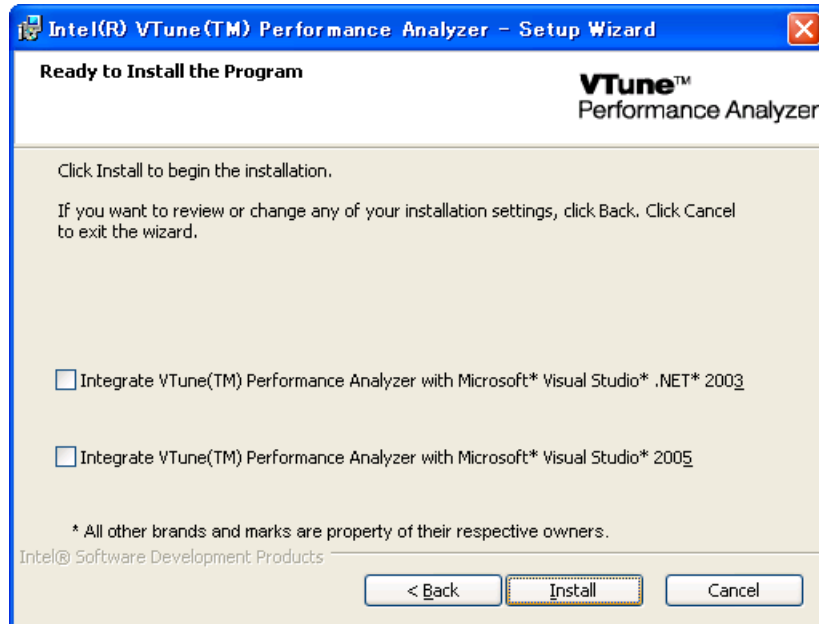 Intel(R) VTune(TM) Performance Analyzer - Setup Wizard
Ready to Install the Program
VTune™
Performance Analyzer
Click Install to begin the installation.
If you want to review or change any of your installation settings, click Back. Click Cancel
to exit the wizard.
Integrate VTune(TM) Performance Analyzer with Microsoft* Visual Studio* .NET* 2003
Integrate VTune(TM) Performance Analyzer with Microsoft* Visual Studio* 2005
* All other brands and marks are property of their respective owners.
Intel® Software Development Products
< Back
Install
Cancel